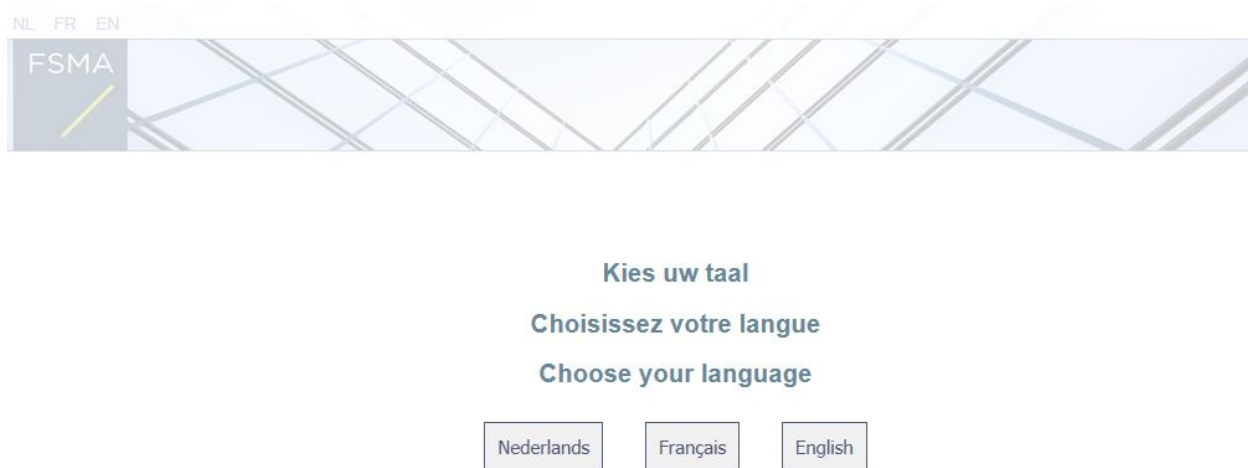 NL FR EN
FSMA
Kies uw taal
Choisissez votre langue
Choose your language
Nederlands Français English